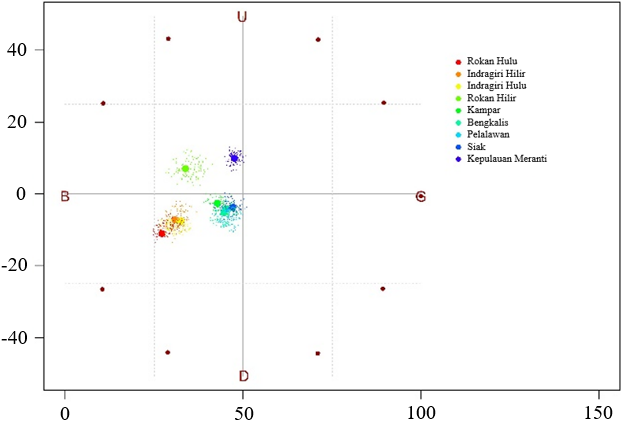 U
40
Rokan Hulu
Indragiri Hilir
Indragiri Hulu
Rokan Hilir
Kampar
Bengkalis
Pelalawan
Siak
Kepulauan Meranti
20
0
B
G
-20
-40
D
0
50
100
150